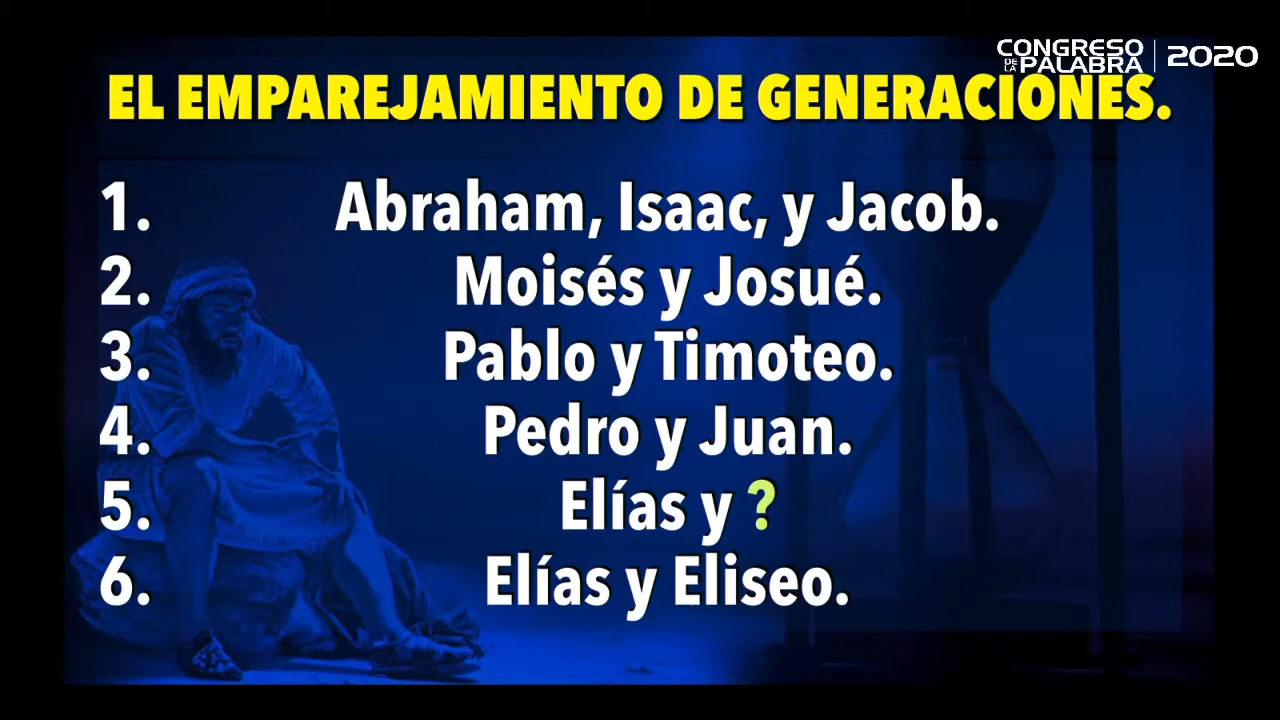 CONGRESO DE LA PALABRA | 2020
EL EMPAREJAMIENTO DE GENERACIONES.
1. Abraham, Isaac, y Jacob.
2. Moisés y Josué.
3. Pablo y Timoteo.
4. Pedro y Juan.
5. Elías y ?
6. Elías y Eliseo.